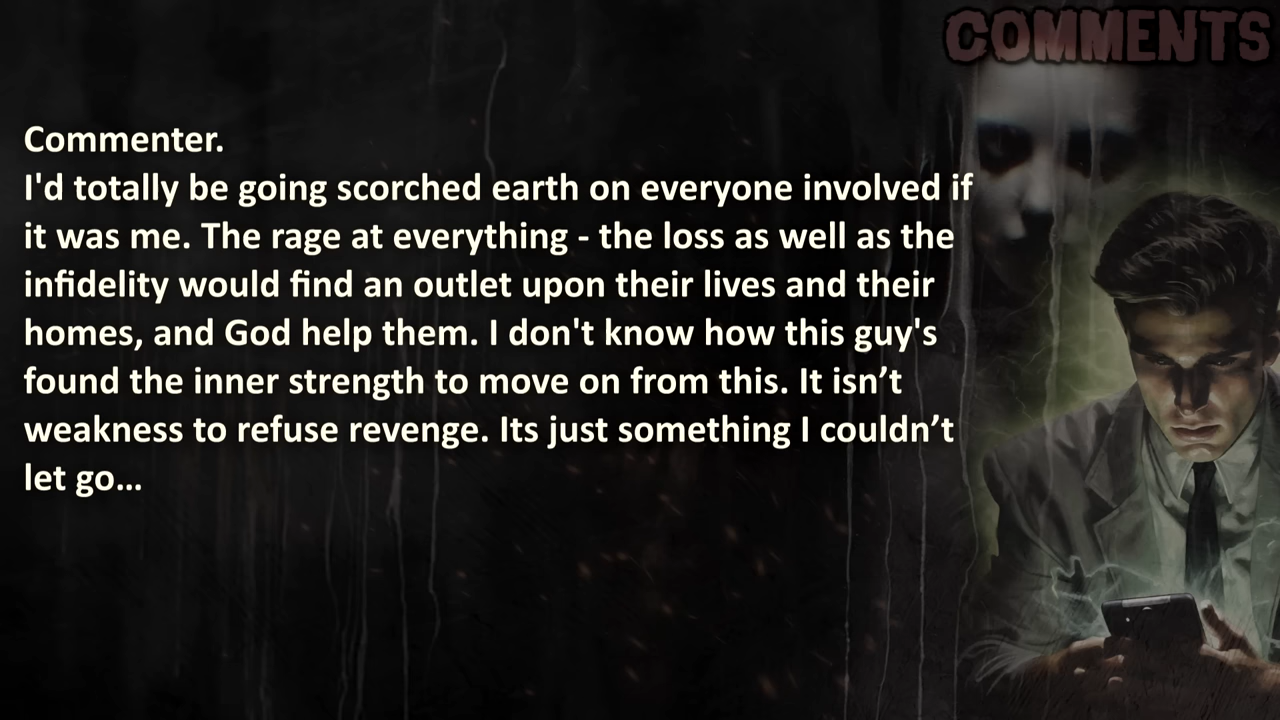 COMMENTS
Commenter.
I'd totally be going scorched earth on everyone involved if
it was me. The rage at everything - the loss as well as the
infidelity would find an outlet upon their lives and their
homes, and God help them. I don't know how this guy's
found the inner strength to move on from this. It isn’t
weakness to refuse revenge. Its just something I couldn’t
let go…